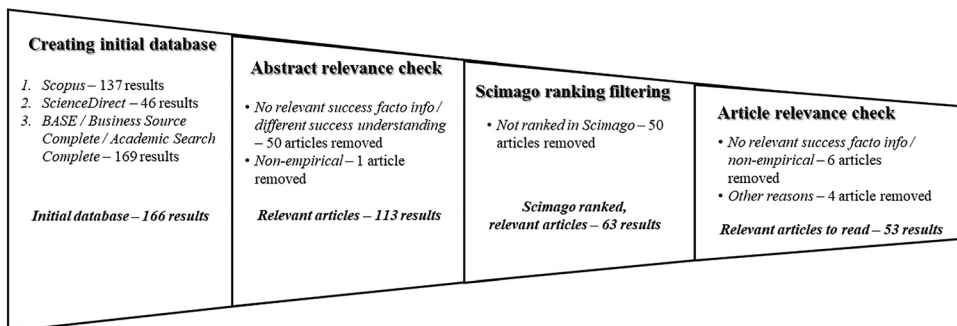 Creating initial database
1. Scopus – 137 results
2. ScienceDirect – 46 results
3. BASE / Business Source
Complete / Academic Search
Complete – 169 results
Initial database – 166 results
Abstract relevance check
• No relevant success facto info /
different success understanding
– 50 articles removed
• Non-empirical – 1 article
removed
Relevant articles – 113 results
Scimago ranking filtering
• Not ranked in Scimago – 50
articles removed
Scimago ranked,
relevant articles – 63 results
Article relevance check
• No relevant success facto info /
non-empirical – 6 articles
removed
• Other reasons – 4 article removed
Relevant articles to read – 53 results